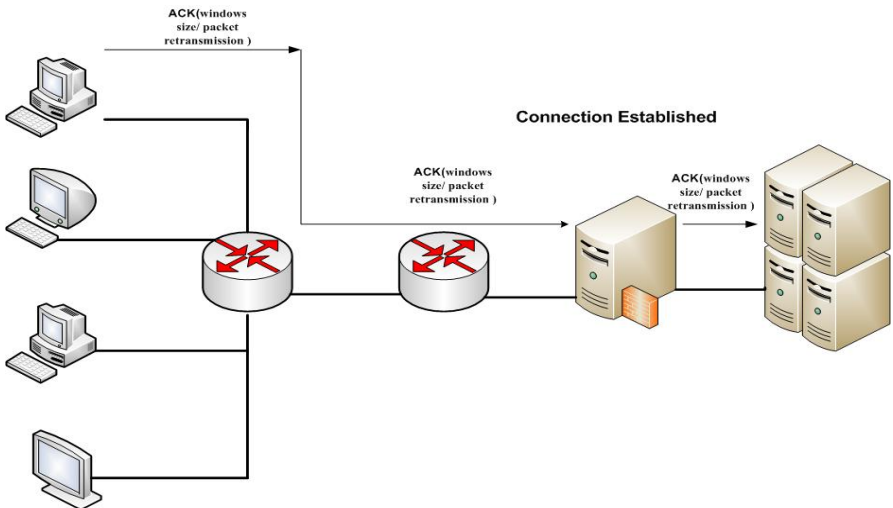 ACK(windows
size/ packet
retransmission )
Connection Established
ACK(windows
size/ packet
retransmission )
ACK(windows
size/ packet
retransmission )